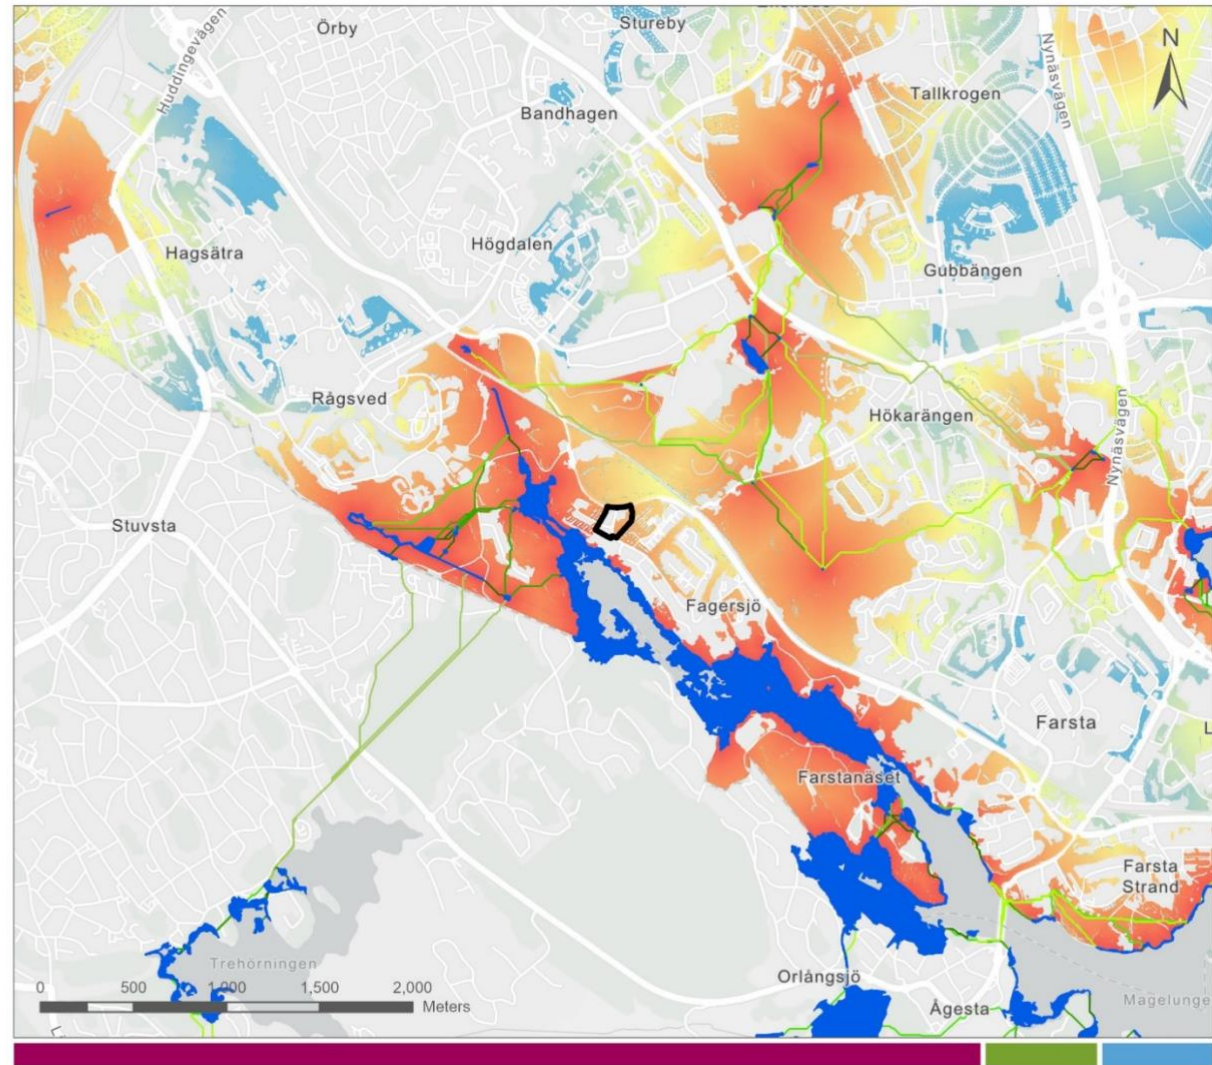 Örby
Stureby
Huddingevägen
Nynäsvägen
N
Tallkrogen
Bandhagen
Högdalen
Hagsätra
Gubbängen
Rågsved
Hökarängen
Nynäsvägen
Stuvsta
Fagersjö
Farsta
L
Farstanäset
Farsta
Strand
Trehörningen
Orlångsjö
Ågesta
Magelunge
0 500 1,000 1,500 2,000
Meters
L